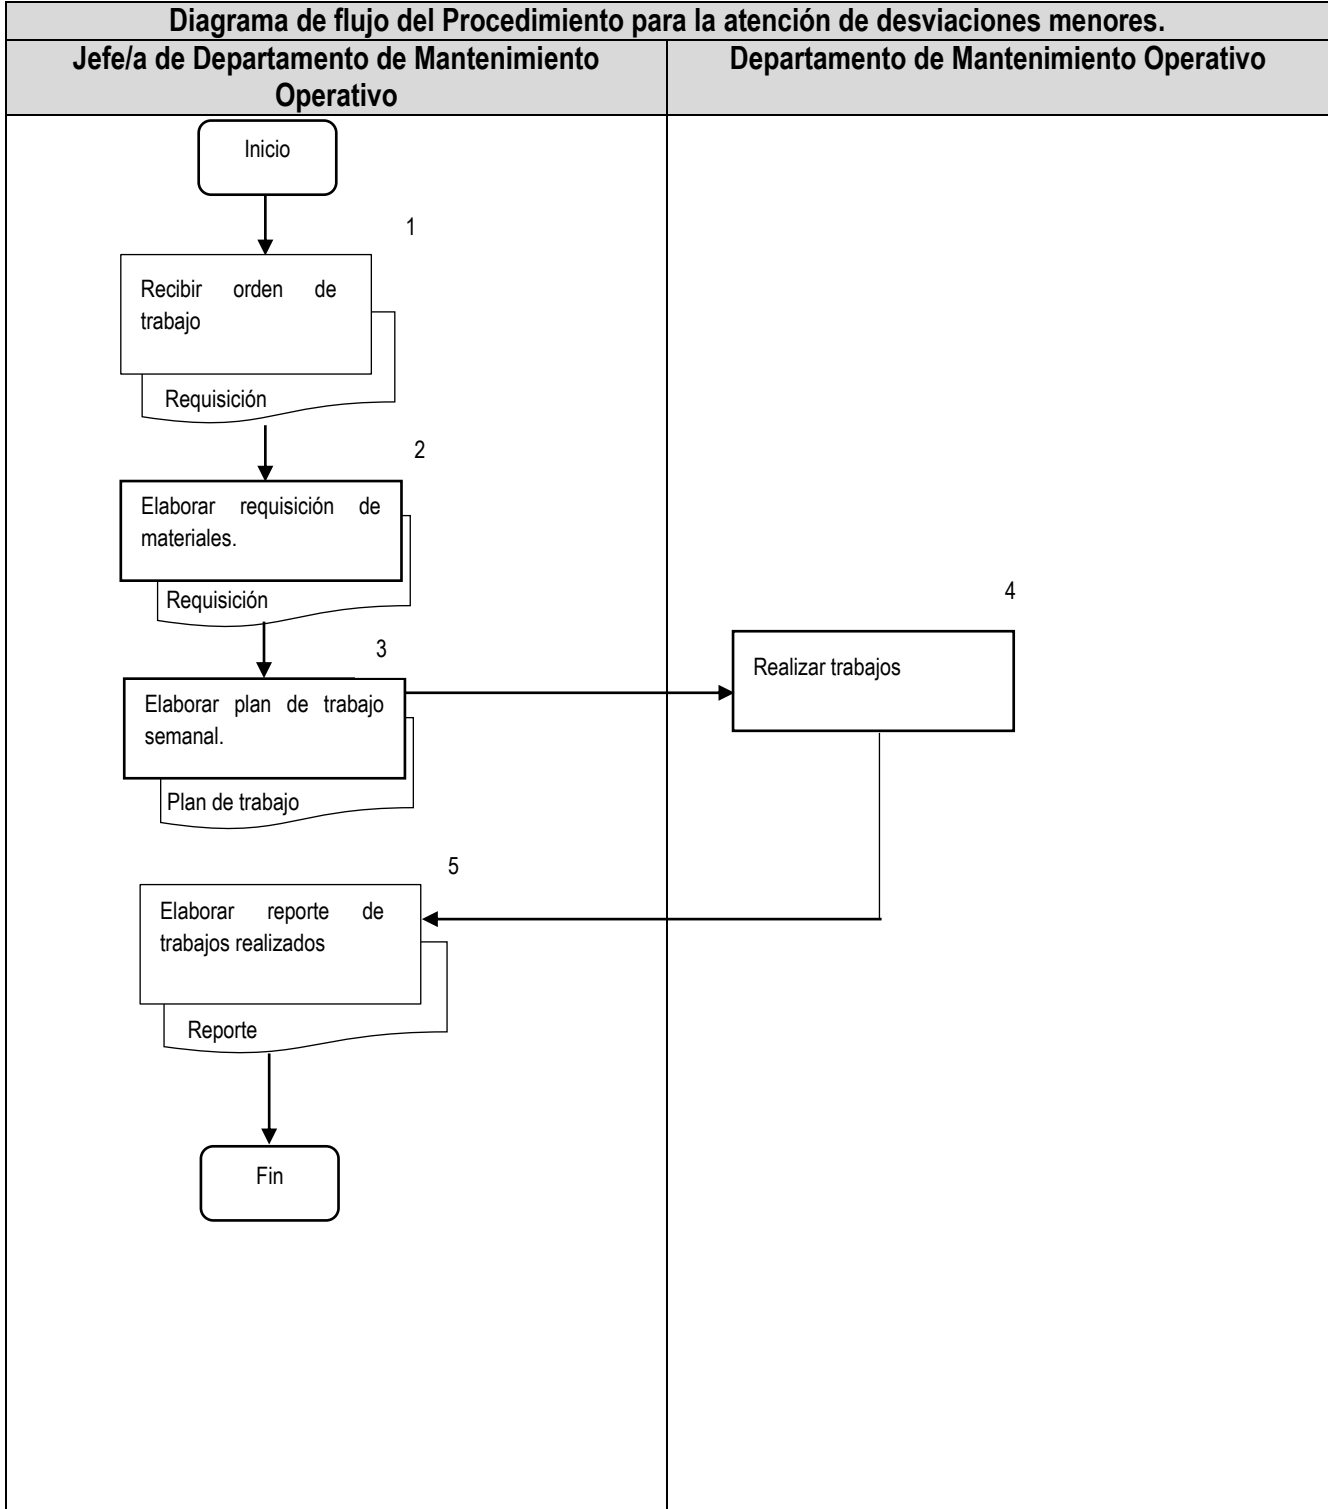 Diagrama de flujo del Procedimiento para la atención de desviaciones menores.
Jefe/a de Departamento de Mantenimiento
Operativo
Departamento de Mantenimiento Operativo
Inicio
1
Recibir orden de
trabajo
Requisición
2
Elaborar requisición de
materiales.
Requisición
3
Elaborar plan de trabajo
semanal.
Plan de trabajo
4
Realizar trabajos
5
Elaborar reporte de
trabajos realizados
Reporte
Fin